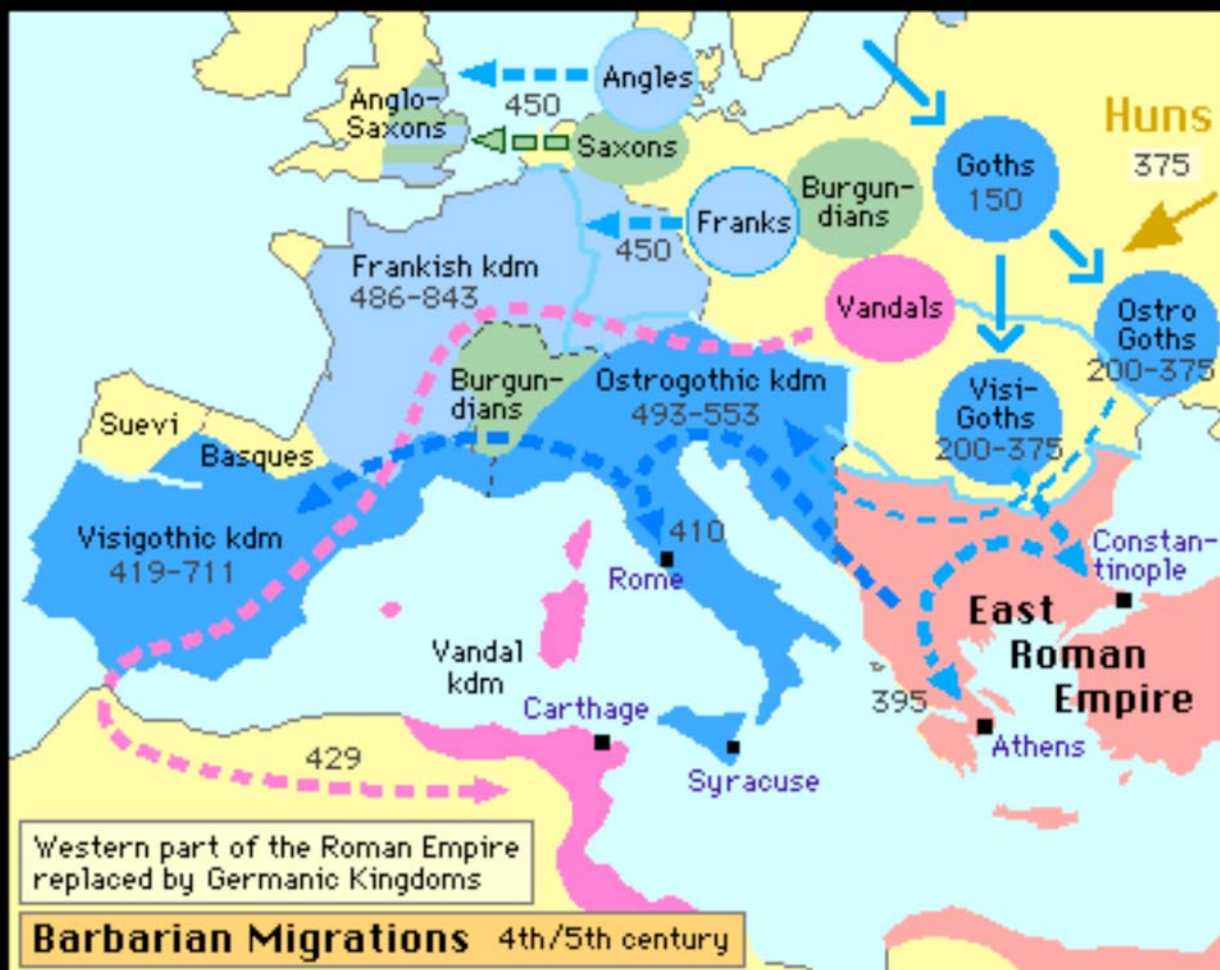 Angles
450
Anglo-
Saxons
Saxons
Huns
375
Goths
150
Burgun-
dians
Franks
450
Frankish kdm
486-843
Vandals
Ostro
Goths
200-375
Visi-
Goths
200-375
Burgun-
dians
Ostrogothic kdm
493-553
Suevi
Basques
Visigothic kdm
419-711
410
Rome
Constan-
tinople
East
Roman
Empire
Vandal
kdm
395
Carthage
Athens
Syracuse
429
Western part of the Roman Empire
replaced by Germanic Kingdoms
Barbarian Migrations 4th/5th century